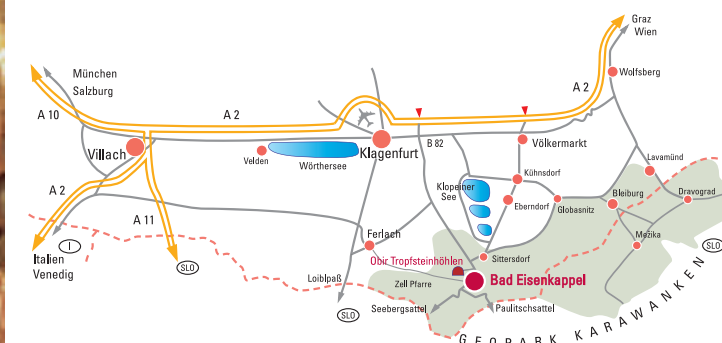 Graz
Wien
München
Salzburg
Wolfsberg
A 10
A 2
A 2
B 82
Völkermarkt
Villach
Velden
Wörthersee
Klagenfurt
Lavamünd
Kühnsdorf
Klopeiner
See
A 2
Eberndorf
Globasnitz
Bleiburg
Dravograd
A 11
Ferlach
Mežika
I
SLO
SLO
Italien
Venedig
Obir Tropfsteinhöhlen
Sittersdorf
Loiblpaß
Zell Pfarre
Bad Eisenkappel
SLO
Seebergsattel
Paulitschsattel
GEOPARK KARAWANKEN